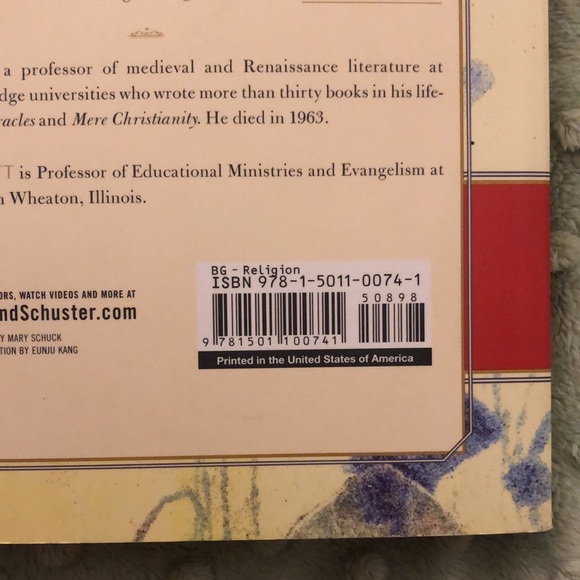 a professor of medieval and Renaissance literature at
dge universities who wrote more than thirty books in his life-
racles and Mere Christianity. He died in 1963.
TT is Professor of Educational Ministries and Evangelism at
n Wheaton, Illinois.
ORS, WATCH VIDEOS AND MORE AT
ndSchuster.com
Y MARY SCHUCK
TION BY EUNJU KANG
BG - Religion
ISBN 978-1-5011-0074-1
50898
9 781501 100741
Printed in the United States of America